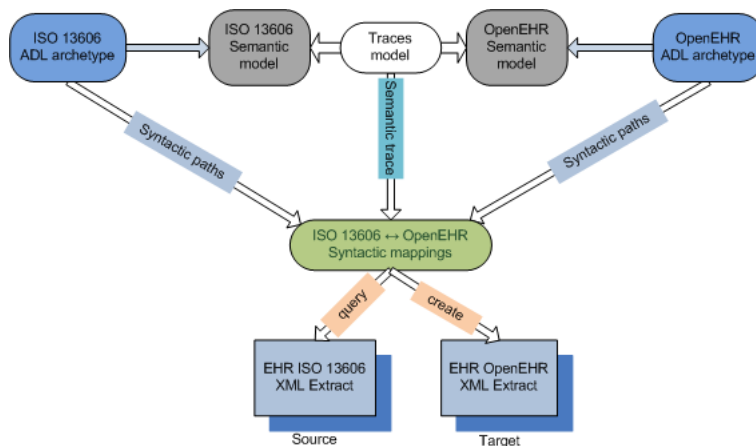 ISO 13606
ADL archetype
ISO 13606
Semantic
model
Traces
model
OpenEHR
Semantic
model
OpenEHR
ADL archetype
Syntactic paths
Semantic trace
Syntactic paths
ISO 13606 ↔ OpenEHR
Syntactic mappings
query
create
EHR ISO 13606
XML Extract
EHR OpenEHR
XML Extract
Source
Target